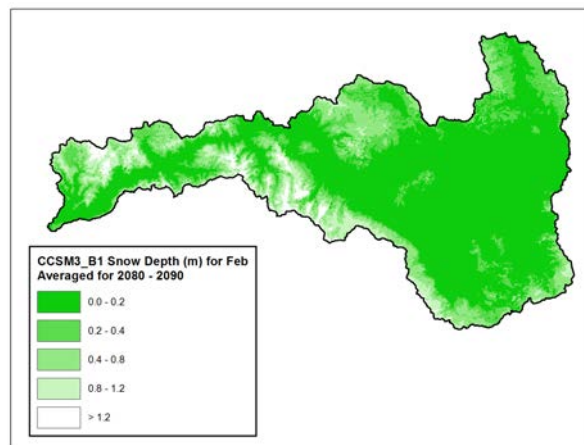 CCSM3_B1 Snow Depth (m) for Feb
Averaged for 2080 - 2090
0.0 - 0.2
0.2 - 0.4
0.4 - 0.8
0.8 - 1.2
> 1.2